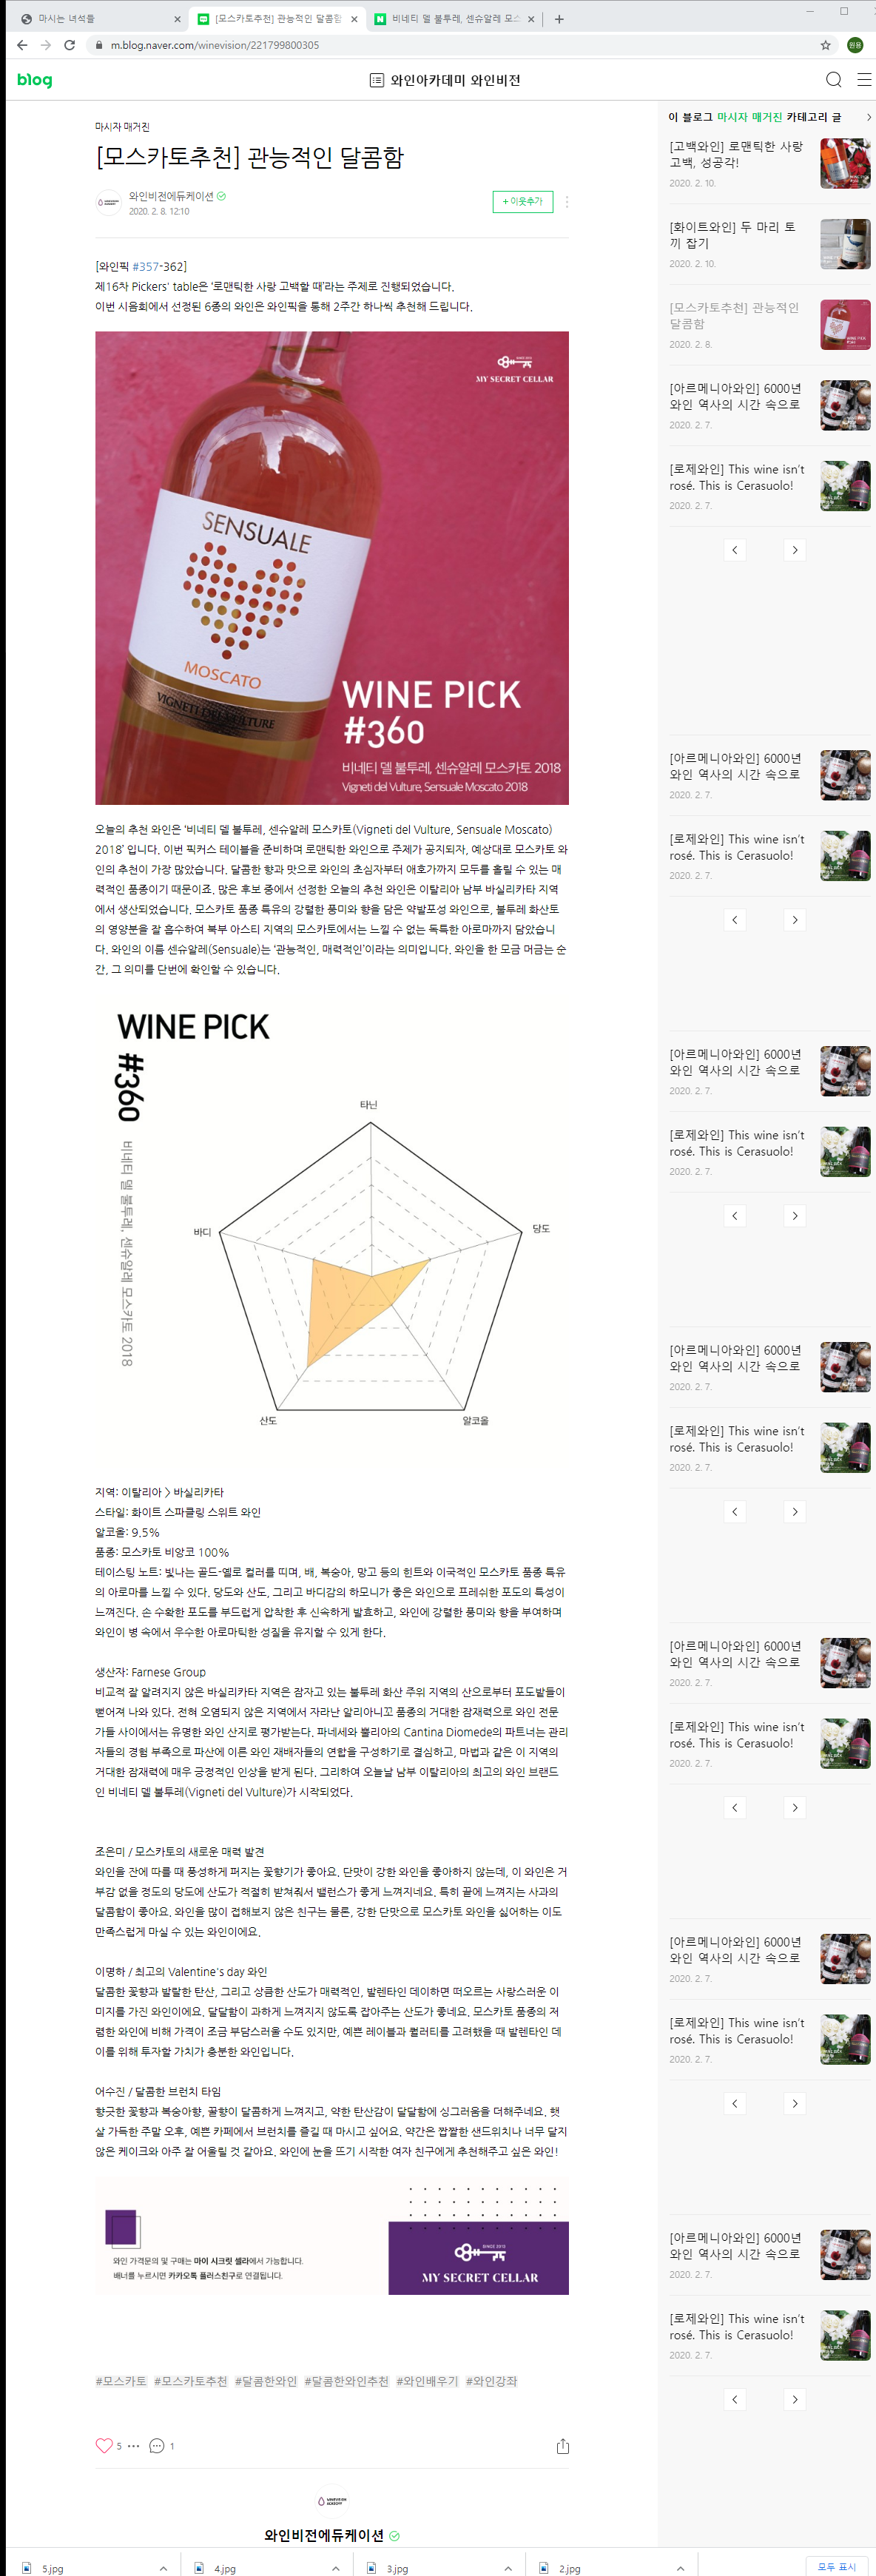 마시는 녀석들
[모스카토추천] 관능적인 달콤함
비네티 델 불투레, 센슈알레 모스
m.blog.naver.com/winevision/221799800305
원용
blog
와인아카데미 와인비전
마시자 매거진
[모스카토추천] 관능적인 달콤함
와인비전에듀케이션
2020. 2. 8. 12:10
+ 이웃추가
[와인픽 #357-362]
제16차 Pickers' table은 '로맨틱한 사랑 고백할 때'라는 주제로 진행되었습니다.
이번 시음회에서 선정된 6종의 와인은 와인픽을 통해 2주간 하나씩 추천해 드립니다.
SINCE 2012
MY SECRET CELLAR
SENSUALE
MOSCATO
VIGNETI DEL VULTURE
WINE PICK
#360
비네티 델 불투레, 센슈알레 모스카토 2018
Vigneti del Vulture, Sensuale Moscato 2018
오늘의 추천 와인은 '비네티 델 불투레, 센슈알레 모스카토(Vigneti del Vulture, Sensuale Moscato)
2018' 입니다. 이번 픽커스 테이블을 준비하며 로맨틱한 와인으로 주제가 공지되자, 예상대로 모스카토 와
인의 추천이 가장 많았습니다. 달콤한 향과 맛으로 와인의 초심자부터 애호가까지 모두를 홀릴 수 있는 매
력적인 품종이기 때문이죠. 많은 후보 중에서 선정한 오늘의 추천 와인은 이탈리아 남부 바실리카타 지역
에서 생산되었습니다. 모스카토 품종 특유의 강렬한 풍미와 향을 담은 약발포성 와인으로, 불투레 화산토
의 영양분을 잘 흡수하여 북부 아스티 지역의 모스카토에서는 느낄 수 없는 독특한 아로마까지 담았습니
다. 와인의 이름 센슈알레(Sensuale)는 '관능적인, 매력적인'이라는 의미입니다. 와인을 한 모금 머금는 순
간, 그 의미를 단번에 확인할 수 있습니다.
WINE PICK
#360
비네티 델 불투레, 센슈알레 모스카토 2018
타닌
바디
당도
산도
알코올
지역: 이탈리아 > 바실리카타
스타일: 화이트 스파클링 스위트 와인
알코올: 9.5%
품종: 모스카토 비앙코 100%
테이스팅 노트: 빛나는 골드-옐로 컬러를 띠며, 배, 복숭아, 망고 등의 힌트와 이국적인 모스카토 품종 특유
의 아로마를 느낄 수 있다. 당도와 산도, 그리고 바디감의 하모니가 좋은 와인으로 프레쉬한 포도의 특성이
느껴진다. 손 수확한 포도를 부드럽게 압착한 후 신속하게 발효하고, 와인에 강렬한 풍미와 향을 부여하며
와인이 병 속에서 우수한 아로마틱한 성질을 유지할 수 있게 한다.
생산자: Farnese Group
비교적 잘 알려지지 않은 바실리카타 지역은 잠자고 있는 불투레 화산 주위 지역의 산으로부터 포도밭들이
뻗어져 나와 있다. 전혀 오염되지 않은 지역에서 자라난 알리아니꼬 품종의 거대한 잠재력으로 와인 전문
가들 사이에서는 유명한 와인 산지로 평가받는다. 파네세와 뿔리아의 Cantina Diomede의 파트너는 관리
자들의 경험 부족으로 파산에 이른 와인 재배자들의 연합을 구성하기로 결심하고, 마법과 같은 이 지역의
거대한 잠재력에 매우 긍정적인 인상을 받게 된다. 그리하여 오늘날 남부 이탈리아의 최고의 와인 브랜드
인 비네티 델 불투레(Vigneti del Vulture)가 시작되었다.
조은미 / 모스카토의 새로운 매력 발견
와인을 잔에 따를 때 풍성하게 퍼지는 꽃향기가 좋아요. 단맛이 강한 와인을 좋아하지 않는데, 이 와인은 거
부감 없을 정도의 당도에 산도가 적절히 받쳐줘서 밸런스가 좋게 느껴지네요. 특히 끝에 느껴지는 사과의
달콤함이 좋아요. 와인을 많이 접해보지 않은 친구는 물론, 강한 단맛으로 모스카토 와인을 싫어하는 이도
만족스럽게 마실 수 있는 와인이에요.
이명하 / 최고의 Valentine's day 와인
달콤한 꽃향과 발랄한 탄산, 그리고 상큼한 산도가 매력적인, 발렌타인 데이하면 떠오르는 사랑스러운 이
미지를 가진 와인이에요. 달달함이 과하게 느껴지지 않도록 잡아주는 산도가 좋네요. 모스카토 품종의 저
렴한 와인에 비해 가격이 조금 부담스러울 수도 있지만, 예쁜 레이블과 퀄러티를 고려했을 때 발렌타인 데
이를 위해 투자할 가치가 충분한 와인입니다.
어수진 / 달콤한 브런치 타임
향긋한 꽃향과 복숭아향, 꿀향이 달콤하게 느껴지고, 약한 탄산감이 달달함에 싱그러움을 더해주네요. 햇
살 가득한 주말 오후, 예쁜 카페에서 브런치를 즐길 때 마시고 싶어요. 약간은 짭짤한 샌드위치나 너무 달지
않은 케이크와 아주 잘 어울릴 것 같아요. 와인에 눈을 뜨기 시작한 여자 친구에게 추천해주고 싶은 와인!
와인 가격문의 및 구매는 마이 시크릿 셀라에서 가능합니다.
배너를 누르시면 카카오톡 플러스친구로 연결됩니다.
SINCE 2012
MY SECRET CELLAR
#모스카토 #모스카토추천 #달콤한와인 #달콤한와인추천 #와인배우기 #와인강좌
5
1
WINEVISION
ACADEMY
와인비전에듀케이션
이 블로그 마시자 매거진 카테고리 글
[고백와인] 로맨틱한 사랑
고백, 성공각!
2020. 2. 10.
[화이트와인] 두 마리 토
끼 잡기
2020. 2. 10.
[모스카토추천] 관능적인
달콤함
2020. 2. 8.
[아르메니아와인] 6000년
와인 역사의 시간 속으로
2020. 2. 7.
[로제와인] This wine isn't
rosé. This is Cerasuolo!
2020. 2. 7.
[아르메니아와인] 6000년
와인 역사의 시간 속으로
2020. 2. 7.
[로제와인] This wine isn't
rosé. This is Cerasuolo!
2020. 2. 7.
[아르메니아와인] 6000년
와인 역사의 시간 속으로
2020. 2. 7.
[로제와인] This wine isn't
rosé. This is Cerasuolo!
2020. 2. 7.
[아르메니아와인] 6000년
와인 역사의 시간 속으로
2020. 2. 7.
[로제와인] This wine isn't
rosé. This is Cerasuolo!
2020. 2. 7.
[아르메니아와인] 6000년
와인 역사의 시간 속으로
2020. 2. 7.
[로제와인] This wine isn't
rosé. This is Cerasuolo!
2020. 2. 7.
[아르메니아와인] 6000년
와인 역사의 시간 속으로
2020. 2. 7.
[로제와인] This wine isn't
rosé. This is Cerasuolo!
2020. 2. 7.
[아르메니아와인] 6000년
와인 역사의 시간 속으로
2020. 2. 7.
[로제와인] This wine isn't
rosé. This is Cerasuolo!
2020. 2. 7.
5.jpg
4.jpg
3.jpg
2.jpg
모두 표시